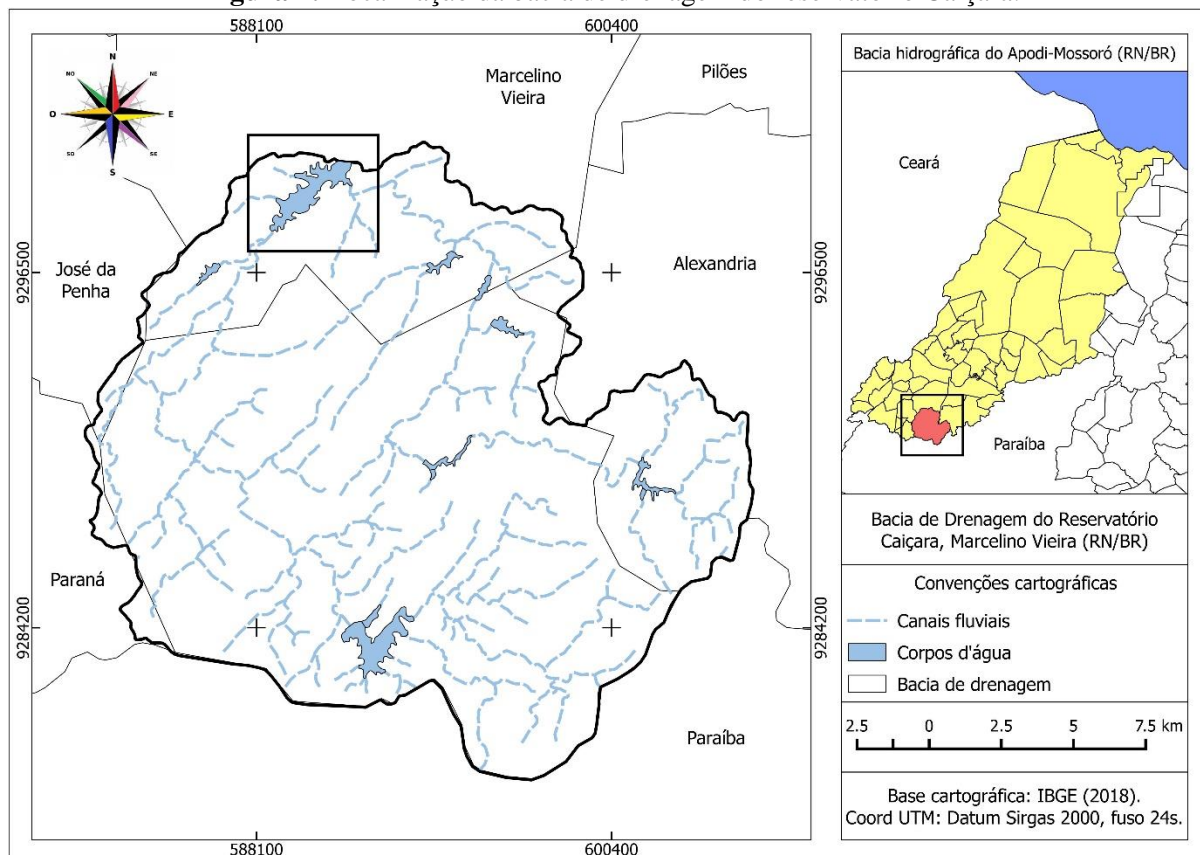 588100
600400
N
NO
NE
O
E
SO
SE
S
Marcelino
Vieira
Pilões
José da
Penha
Alexandria
9296500
9296500
Paraná
9284200
9284200
Paraíba
588100
600400
Bacia hidrográfica do Apodi-Mossoró (RN/BR)
Ceará
Paraíba
Bacia de Drenagem do Reservatório
Caiçara, Marcelino Vieira (RN/BR)
Convenções cartográficas
Canais fluviais
Corpos d'água
Bacia de drenagem
2.5 0 2.5 5 7.5 km
Base cartográfica: IBGE (2018).
Coord UTM: Datum Sirgas 2000, fuso 24s.